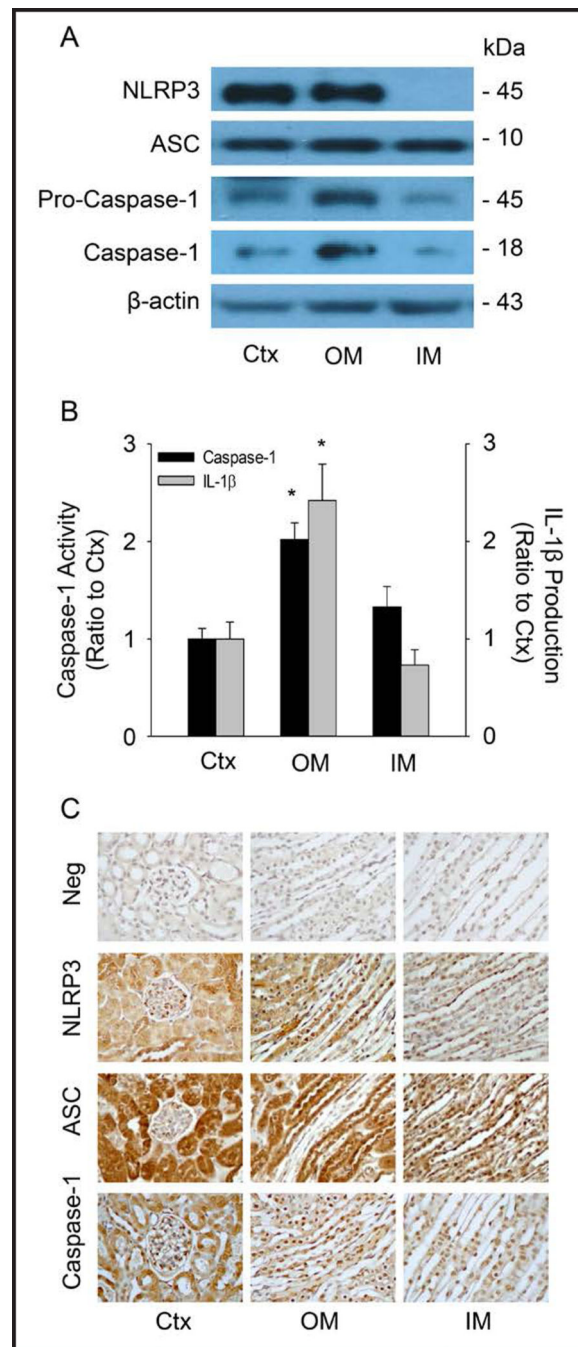 A
kDa
NLRP3 - 45
ASC - 10
Pro-Caspase-1 - 45
Caspase-1 - 18
β-actin - 43
Ctx OM IM
B
Caspase-1 Activity
(Ratio to Ctx)
3
2
1
0
Caspase-1
IL-1β
* *
3
2
1
0
IL-1β Production
(Ratio to Ctx)
Ctx OM IM
C
Neg
NLRP3
ASC
Caspase-1
Ctx OM IM